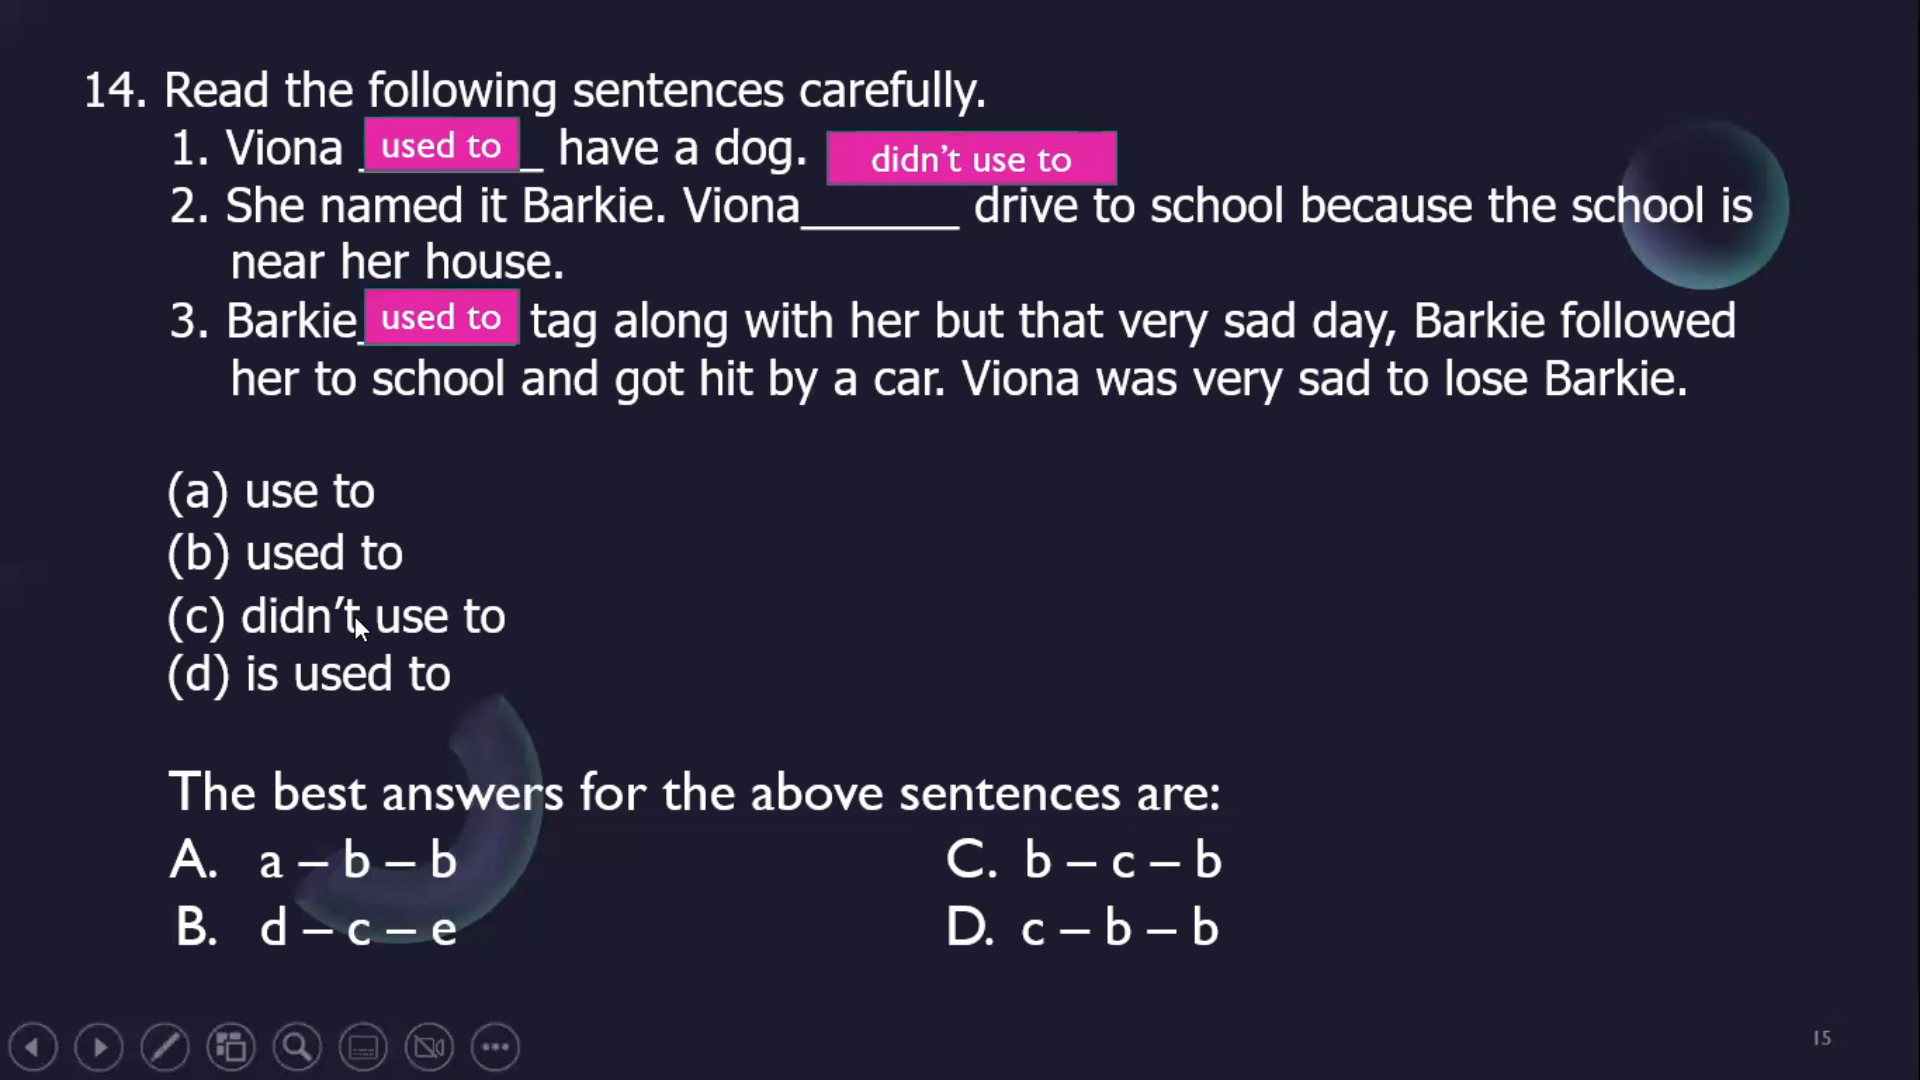 14. Read the following sentences carefully.
1. Viona used to _ have a dog. didn’t use to
2. She named it Barkie. Viona_______ drive to school because the school is
near her house.
3. Barkie used to tag along with her but that very sad day, Barkie followed
her to school and got hit by a car. Viona was very sad to lose Barkie.
(a) use to
(b) used to
(c) didn’t use to
(d) is used to
The best answers for the above sentences are:
A. a – b – b C. b – c – b
B. d – c – e D. c – b – b
15